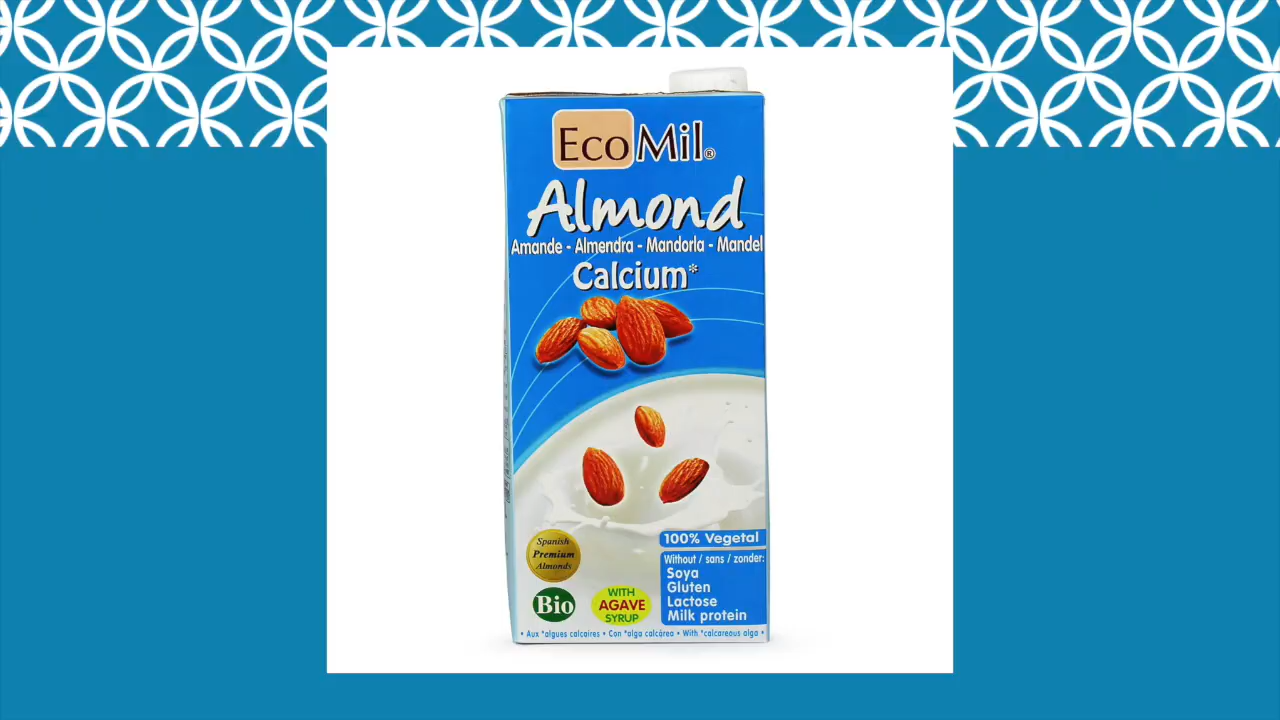 EcoMil®
Almond
Amande - Almendra - Mandorla - Mandel
Calcium*
Spanish
Premium
Almonds
Bio
WITH
AGAVE
SYRUP
100% Vegetal
Without / sans / zonder:
Soya
Gluten
Lactose
Milk protein
• Aux *algues calcaires • Con *alga calcárea • With *calcareous alga •